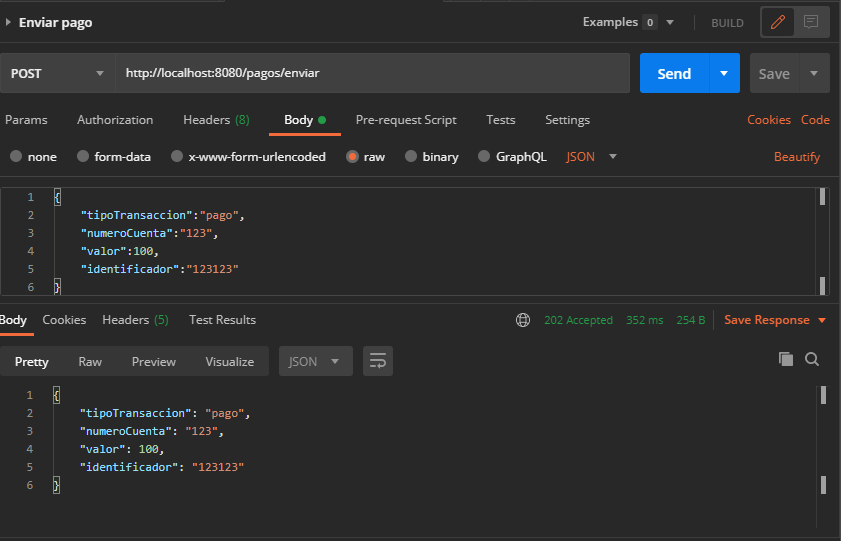 Enviar pago Examples 0 BUILD
POST http://localhost:8080/pagos/enviar Send Save
Params Authorization Headers (8) Body Pre-request Script Tests Settings Cookies Code
none form-data x-www-form-urlencoded raw binary GraphQL JSON Beautify
1 {
2 "tipoTransaccion":"pago",
3 "numeroCuenta":"123",
4 "valor":100,
5 "identificador":"123123"
6 }
Body Cookies Headers (5) Test Results 202 Accepted 352 ms 254 B Save Response
Pretty Raw Preview Visualize JSON
1 {
2 "tipoTransaccion": "pago",
3 "numeroCuenta": "123",
4 "valor": 100,
5 "identificador": "123123"
6 }